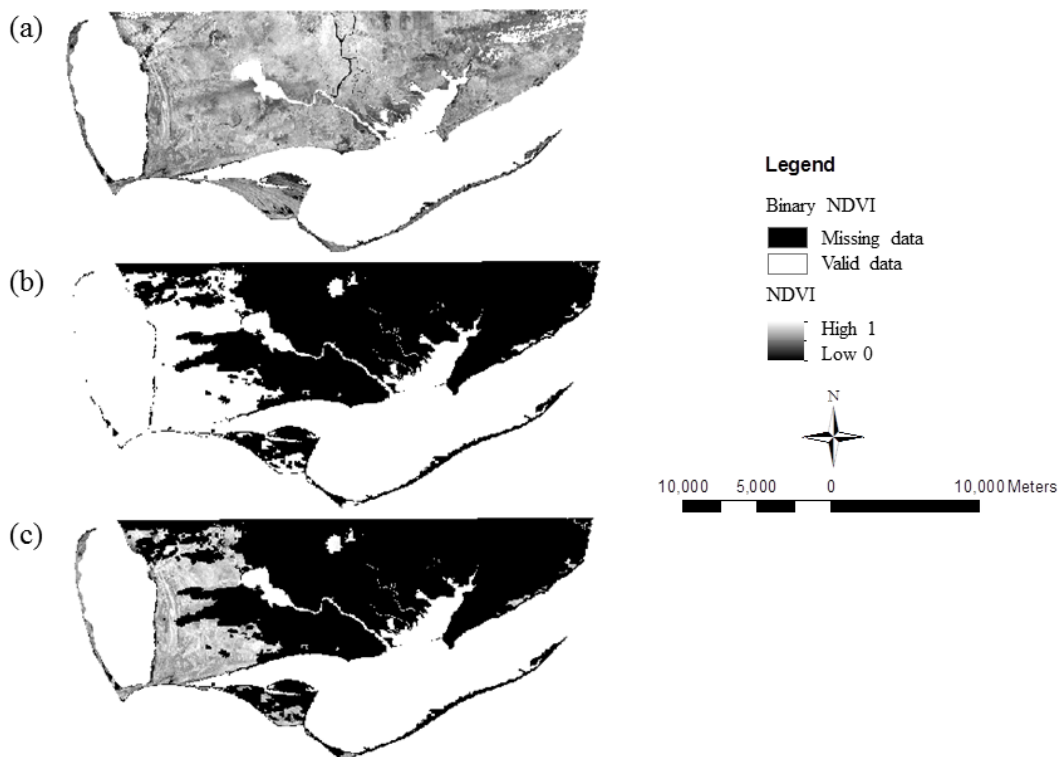 (a)
(b)
(c)
Legend
Binary NDVI
Missing data
Valid data
NDVI
High 1
Low 0
N
10,000 5,000 0 10,000 Meters